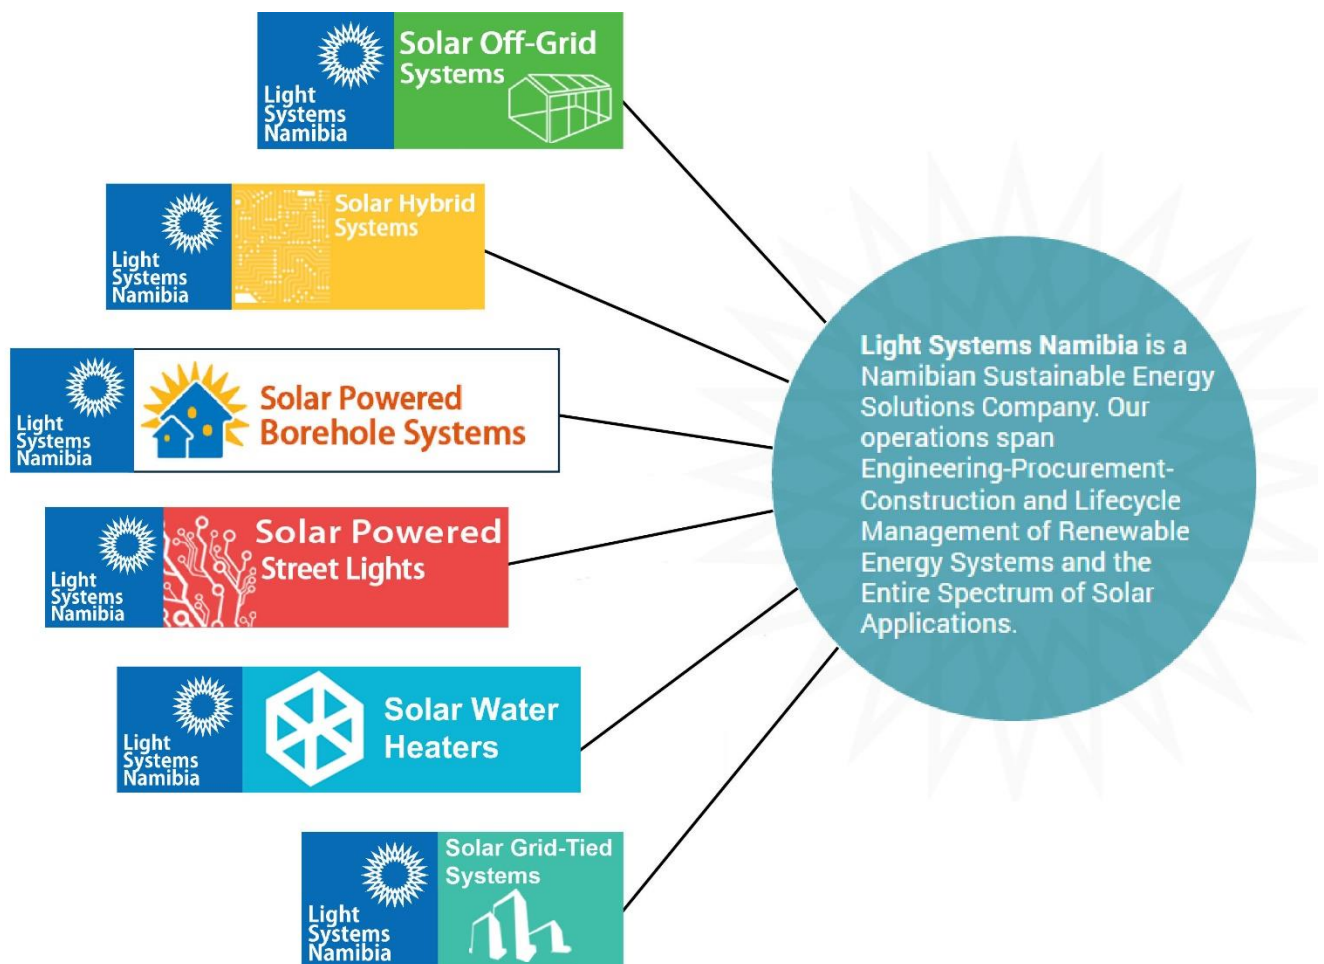 Light
Systems
Namibia
Solar Off-Grid
Systems
Light
Systems
Namibia
Solar Hybrid
Systems
Light
Systems
Namibia
Solar Powered
Borehole Systems
Light
Systems
Namibia
Solar Powered
Street Lights
Light
Systems
Namibia
Solar Water
Heaters
Light
Systems
Namibia
Solar Grid-Tied
Systems
Light Systems Namibia is a
Namibian Sustainable Energy
Solutions Company. Our
operations span
Engineering-Procurement-
Construction and Lifecycle
Management of Renewable
Energy Systems and the
Entire Spectrum of Solar
Applications.